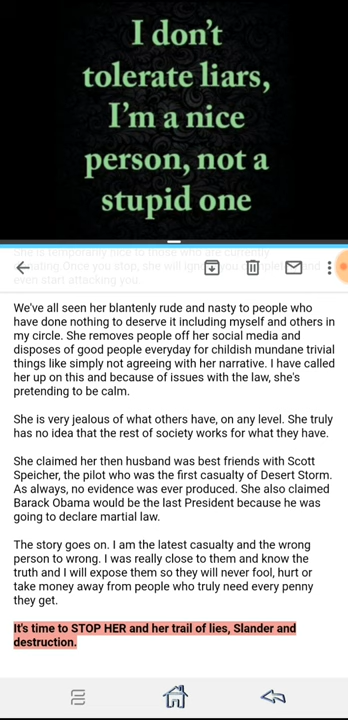 I don't
tolerate liars,
I'm a nice
person, not a
stupid one
She is temporarily nice to those who are currently
Once you stop, she will
even start attacking you
We've all seen her blantenly rude and nasty to people who
have done nothing to deserve it including myself and others in
my circle. She removes people off her social media and
disposes of good people everyday for childish mundane trivial
things like simply not agreeing with her narrative. I have called
her up on this and because of issues with the law, she's
pretending to be calm.
She is very jealous of what others have, on any level. She truly
has no idea that the rest of society works for what they have.
She claimed her then husband was best friends with Scott
Speicher, the pilot who was the first casualty of Desert Storm.
As always, no evidence was ever produced. She also claimed
Barack Obama would be the last President because he was
going to declare martial law.
The story goes on. I am the latest casualty and the wrong
person to wrong. I was really close to them and know the
truth and I will expose them so they will never fool, hurt or
take money away from people who truly need every penny
they get.
It's time to STOP HER and her trail of lies, Slander and
destruction.